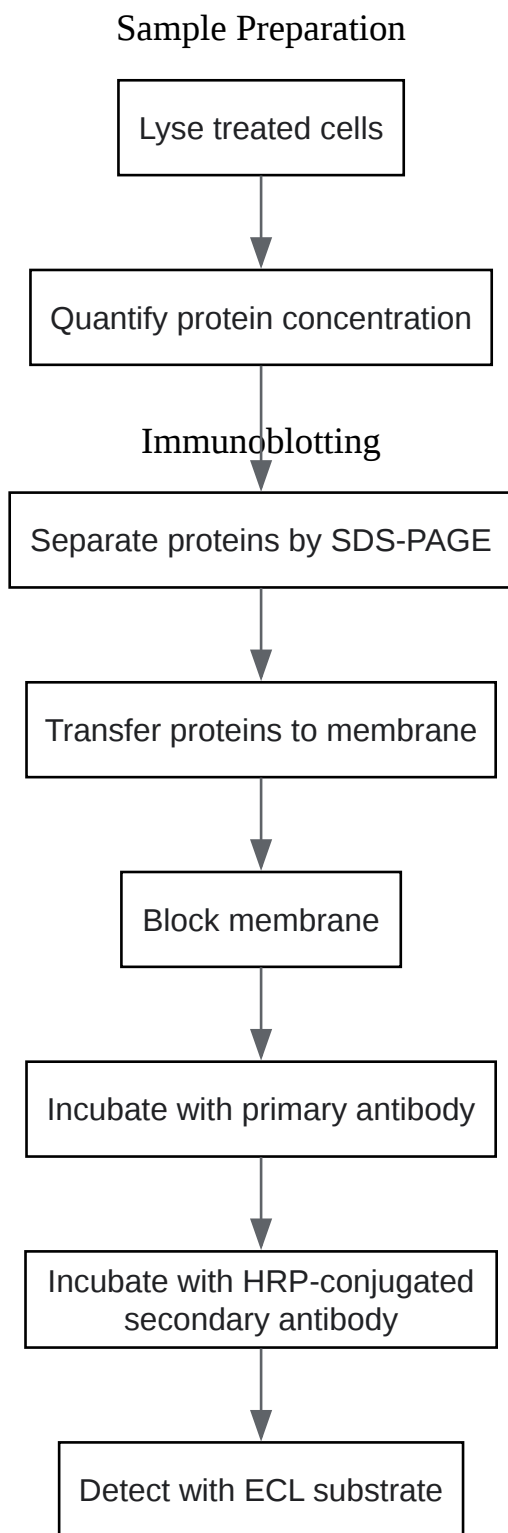 Sample Preparation
Lyse treated cells
Quantify protein concentration
Immunoblotting
Separate proteins by SDS-PAGE
Transfer proteins to membrane
Block membrane
Incubate with primary antibody
Incubate with HRP-conjugated
secondary antibody
Detect with ECL substrate